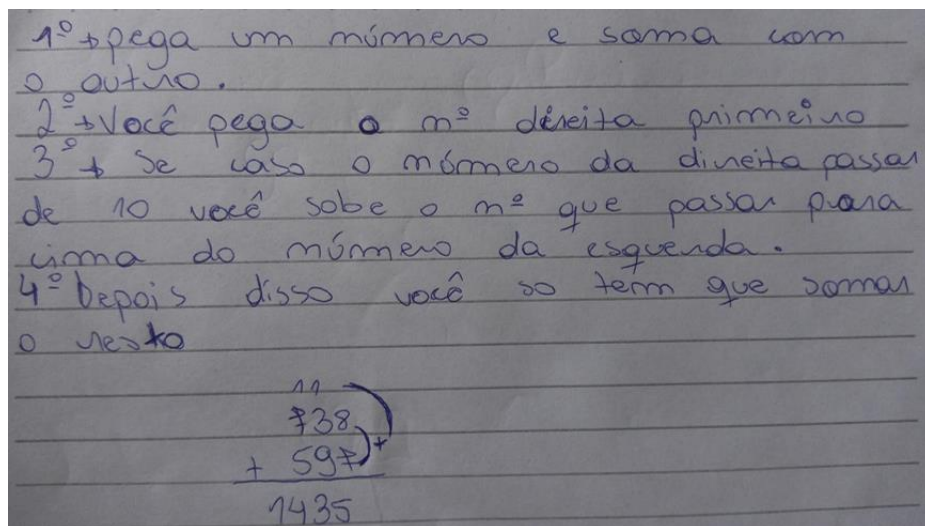 1º → pega um número e soma com
o outro.
2º → Você pega o nº direita primeiro
3º → Se caso o número da direita passar
de 10 você sobe o nº que passar para
cima do número da esquerda.
4º Depois disso você so tem que somar
o resto
11
738
+ 597
1435